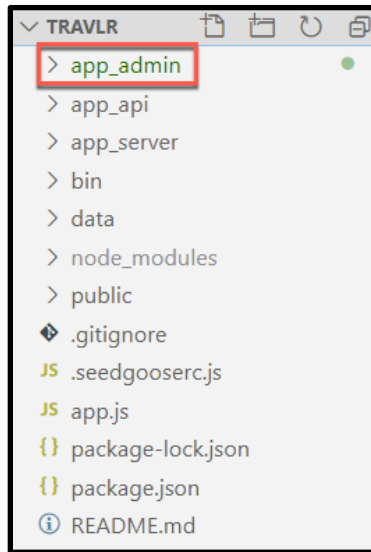 TRAVLR
app_admin
app_api
app_server
bin
data
node_modules
public
.gitignore
JS .seedgooserc.js
JS app.js
{} package-lock.json
{} package.json
README.md